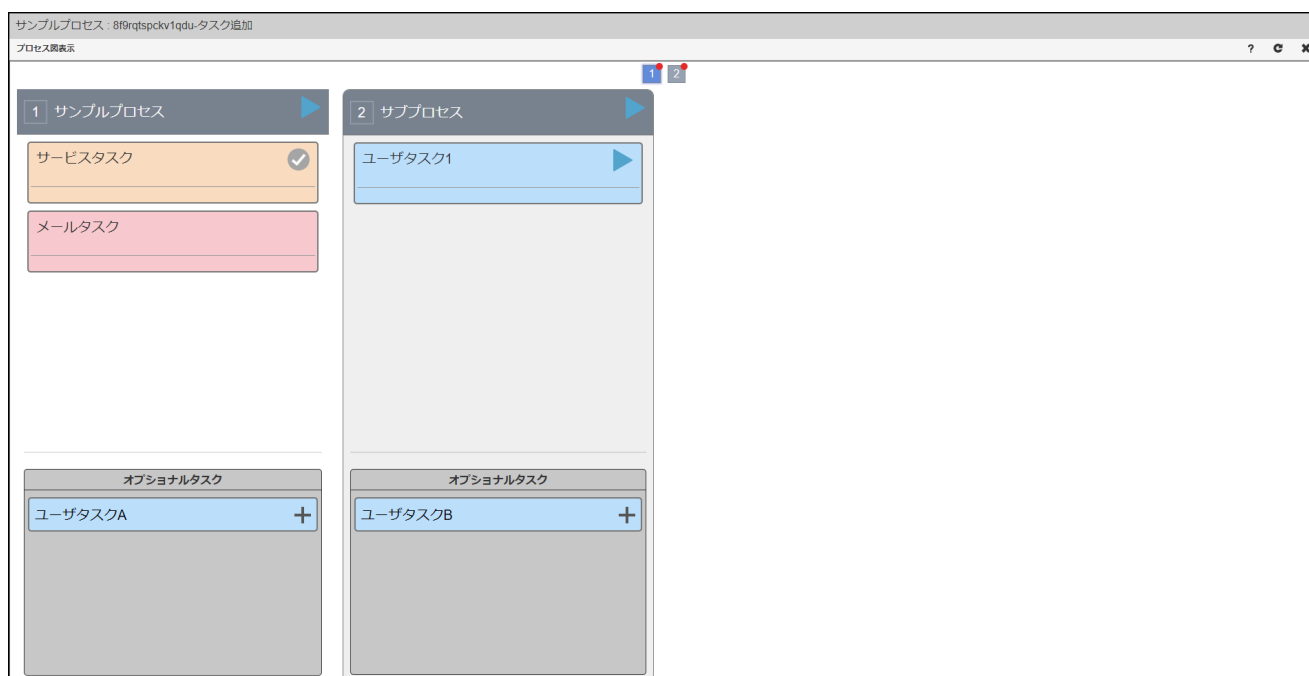 サンプルプロセス : 8f9rqtspckv1qdu-タスク追加
プロセス図表示
?
1 2
1 サンプルプロセス
サービスタスク
メールタスク
オプショナルタスク
ユーザタスクA
2 サブプロセス
ユーザタスク1
オプショナルタスク
ユーザタスクB